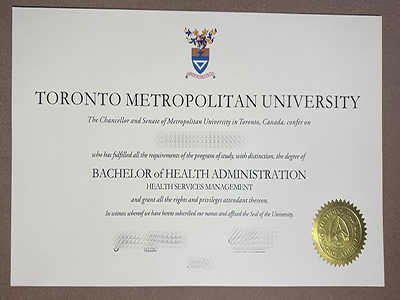 TORONTO METROPOLITAN UNIVERSITY
The Chancellor and Senate of Metropolitan University in Toronto, Canada, confer on
who has fulfilled all the requirements of the program of study, with distinction, the degree of
BACHELOR of HEALTH ADMINISTRATION
HEALTH SERVICES MANAGEMENT
and grant all the rights and privileges attendant thereon.
In witness whereof we have hereto subscribed our names and affixed the Seal of the University.
Chancellor